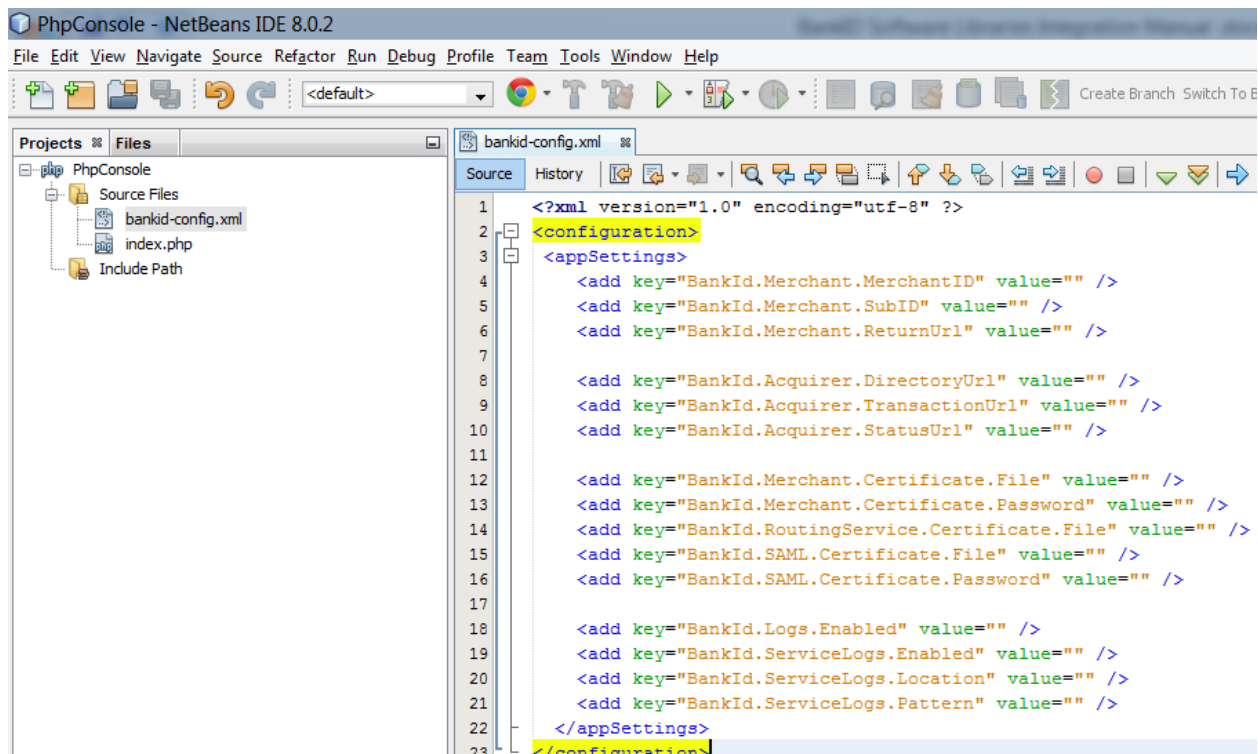 PhpConsole - NetBeans IDE 8.0.2
File Edit View Navigate Source Refactor Run Debug Profile Team Tools Window Help
<default>
Create Branch Switch To B
Projects Files
PhpConsole
Source Files
bankid-config.xml
index.php
Include Path
bankid-config.xml
Source History
1 <?xml version="1.0" encoding="utf-8" ?>
2 <configuration>
3 <appSettings>
4 <add key="BankId.Merchant.MerchantID" value="" />
5 <add key="BankId.Merchant.SubID" value="" />
6 <add key="BankId.Merchant.ReturnUrl" value="" />
7
8 <add key="BankId.Acquirer.DirectoryUrl" value="" />
9 <add key="BankId.Acquirer.TransactionUrl" value="" />
10 <add key="BankId.Acquirer.StatusUrl" value="" />
11
12 <add key="BankId.Merchant.Certificate.File" value="" />
13 <add key="BankId.Merchant.Certificate.Password" value="" />
14 <add key="BankId.RoutingService.Certificate.File" value="" />
15 <add key="BankId.SAML.Certificate.File" value="" />
16 <add key="BankId.SAML.Certificate.Password" value="" />
17
18 <add key="BankId.Logs.Enabled" value="" />
19 <add key="BankId.ServiceLogs.Enabled" value="" />
20 <add key="BankId.ServiceLogs.Location" value="" />
21 <add key="BankId.ServiceLogs.Pattern" value="" />
22 </appSettings>
23 </configuration>